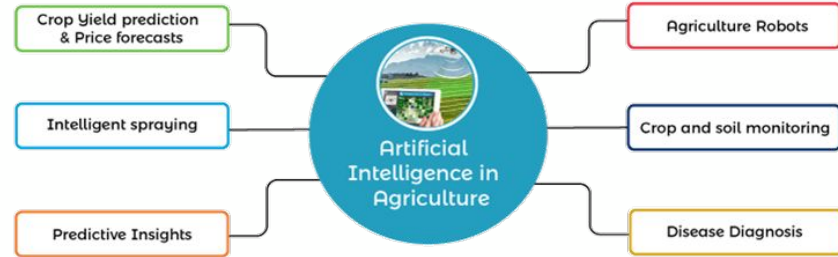 Crop Yield prediction
& Price forecasts
Intelligent spraying
Predictive Insights
Artificial
Intelligence in
Agriculture
Agriculture Robots
Crop and soil monitoring
Disease Diagnosis